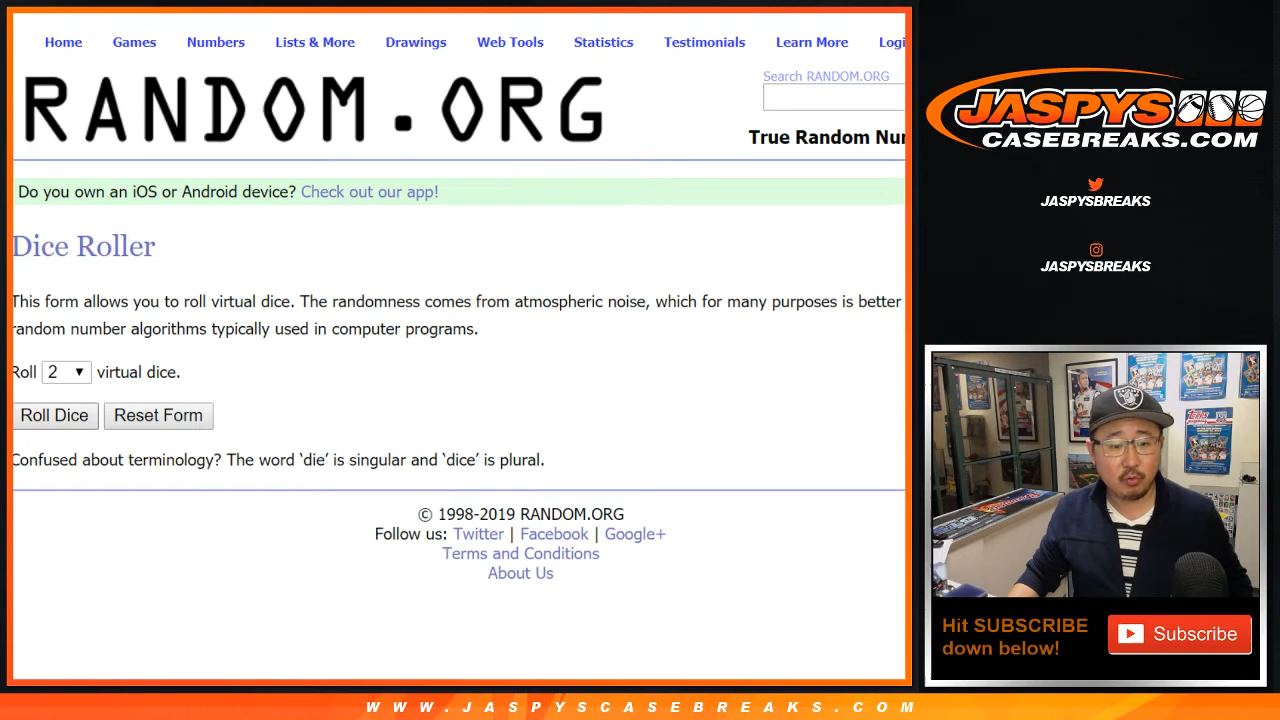 Home Games Numbers Lists & More Drawings Web Tools Statistics Testimonials Learn More Logi
RANDOM.ORG
Search RANDOM.ORG
True Random Nur
Do you own an iOS or Android device? Check out our app!
Dice Roller
This form allows you to roll virtual dice. The randomness comes from atmospheric noise, which for many purposes is better
random number algorithms typically used in computer programs.
Roll 2 virtual dice.
Roll Dice Reset Form
Confused about terminology? The word ‘die’ is singular and ‘dice’ is plural.
© 1998-2019 RANDOM.ORG
Follow us: Twitter | Facebook | Google+
Terms and Conditions
About Us
JASPYS
CASEBREAKS.COM
JASPYSBREAKS
JASPYSBREAKS
Hit SUBSCRIBE
down below!
Subscribe
WWW.JASPYSCASEBREAKS.COM